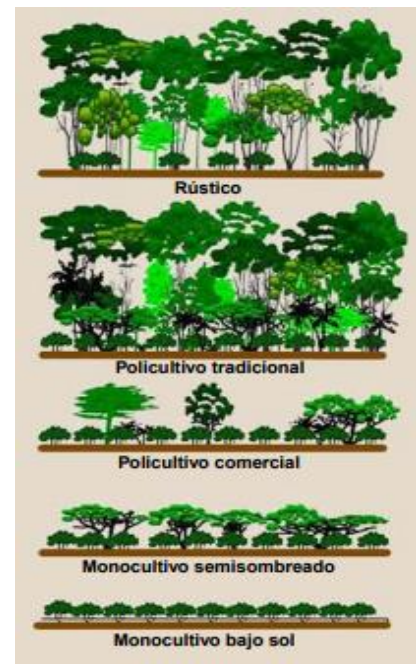 Rústico
Policultivo tradicional
Policultivo comercial
Monocultivo semisombreado
Monocultivo bajo sol